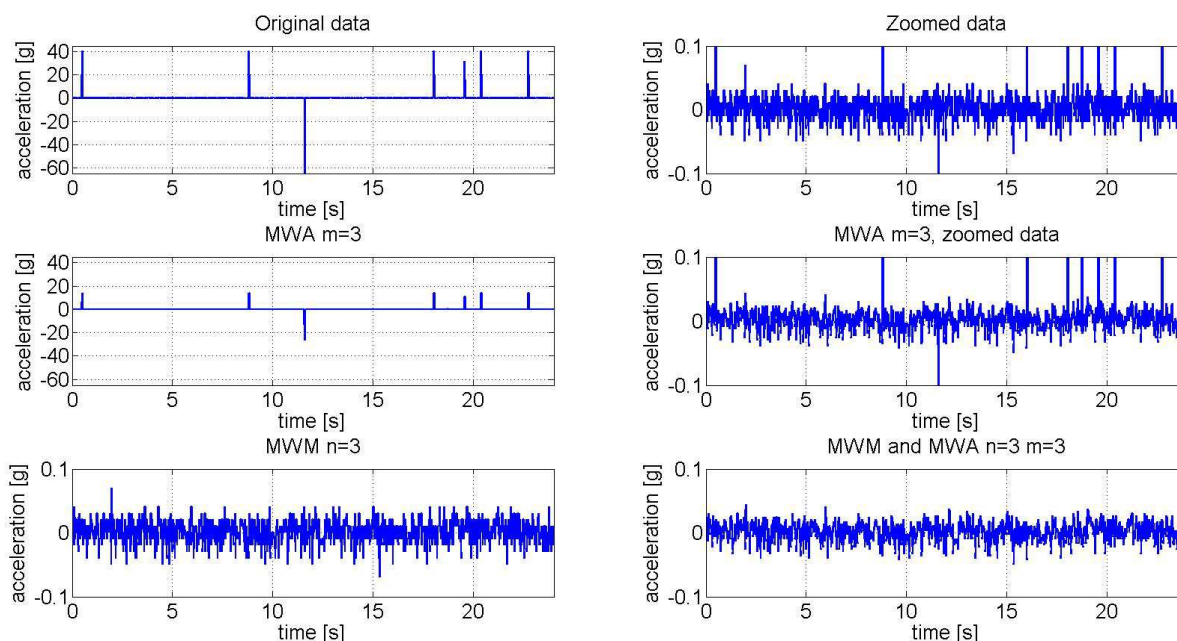 Original data
acceleration [g]
40
20
0
-20
-40
-60
0 5 10 15 20
time [s]
Zoomed data
acceleration [g]
0.1
0
-0.1
0 5 10 15 20
time [s]
MWA m=3
acceleration [g]
40
20
0
-20
-40
-60
0 5 10 15 20
time [s]
MWA m=3, zoomed data
acceleration [g]
0.1
0
-0.1
0 5 10 15 20
time [s]
MWM n=3
acceleration [g]
0.1
0
-0.1
0 5 10 15 20
time [s]
MWM and MWA n=3 m=3
acceleration [g]
0.1
0
-0.1
0 5 10 15 20
time [s]